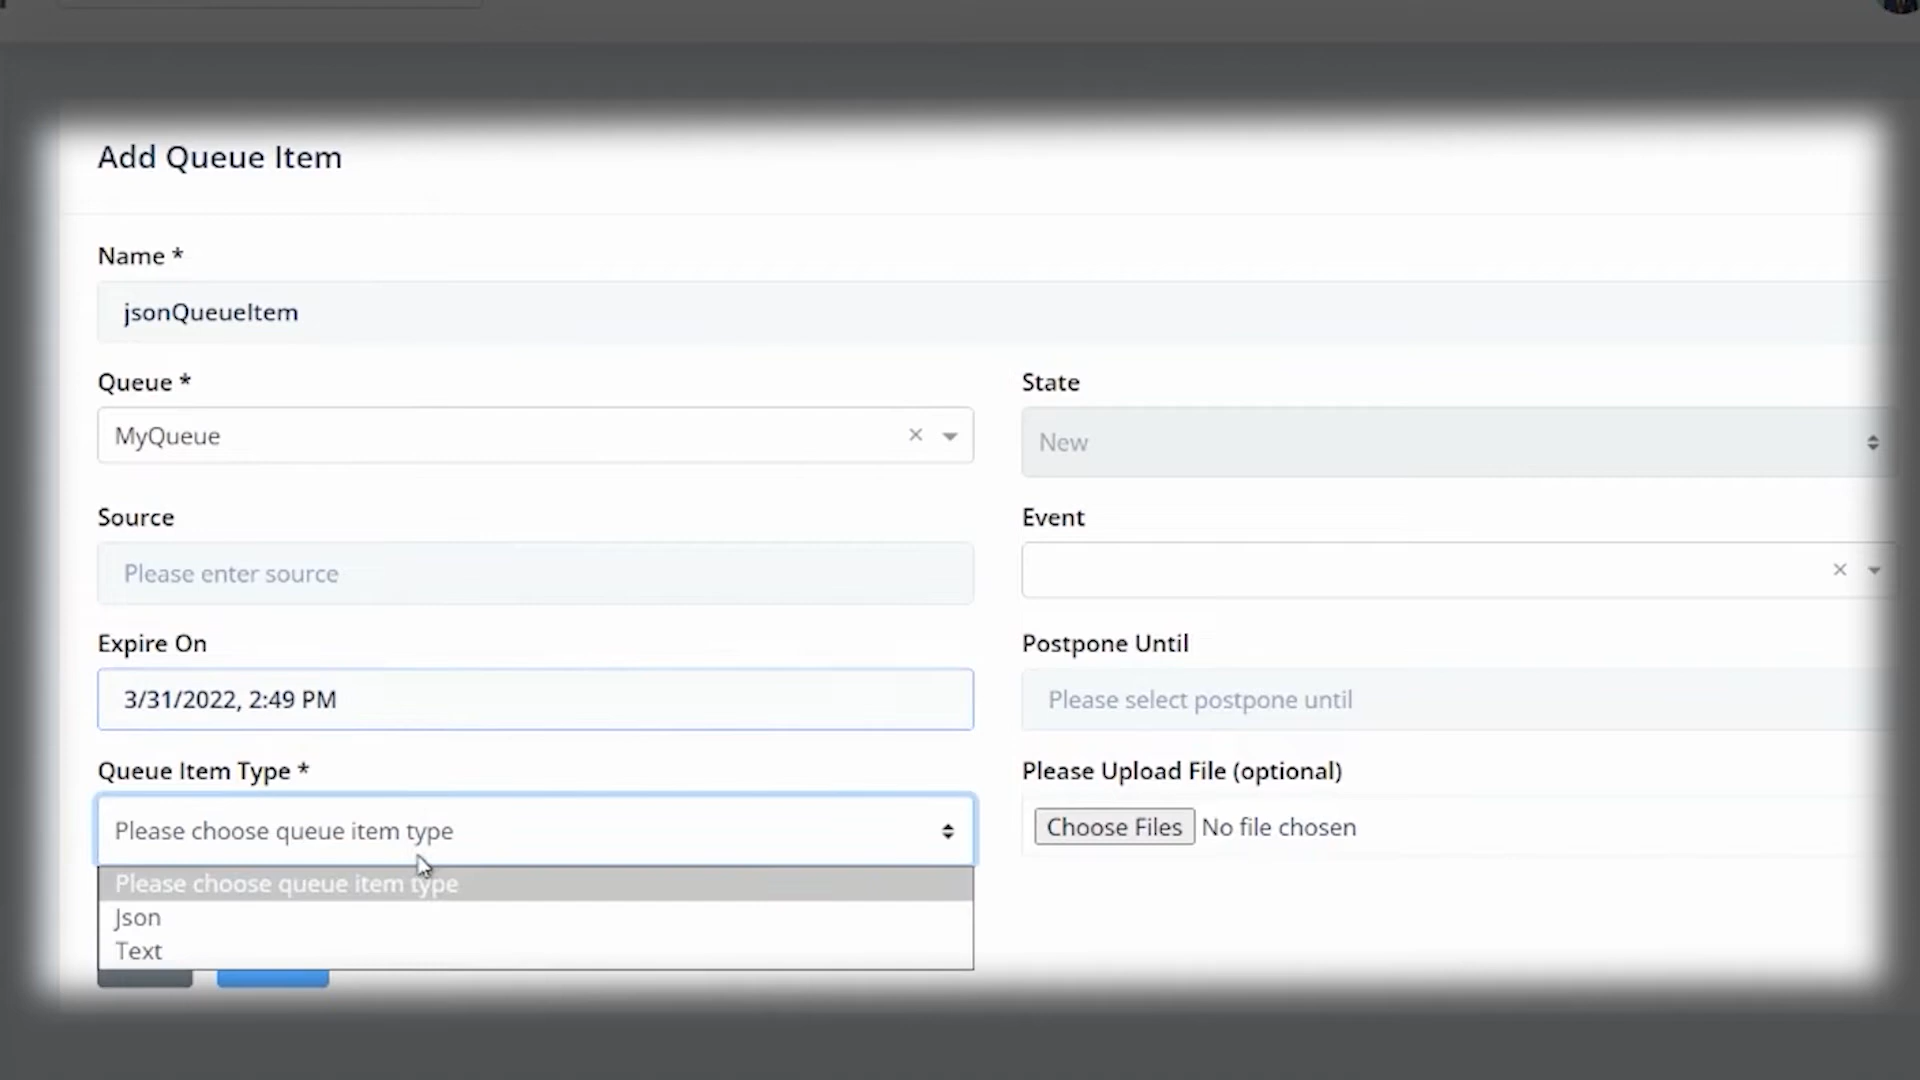 Add Queue Item
Name *
jsonQueueItem
Queue *
State
MyQueue
New
Source
Event
Please enter source
Expire On
Postpone Until
3/31/2022, 2:49 PM
Please select postpone until
Queue Item Type *
Please Upload File (optional)
Please choose queue item type
Choose Files No file chosen
Please choose queue item type
Json
Text